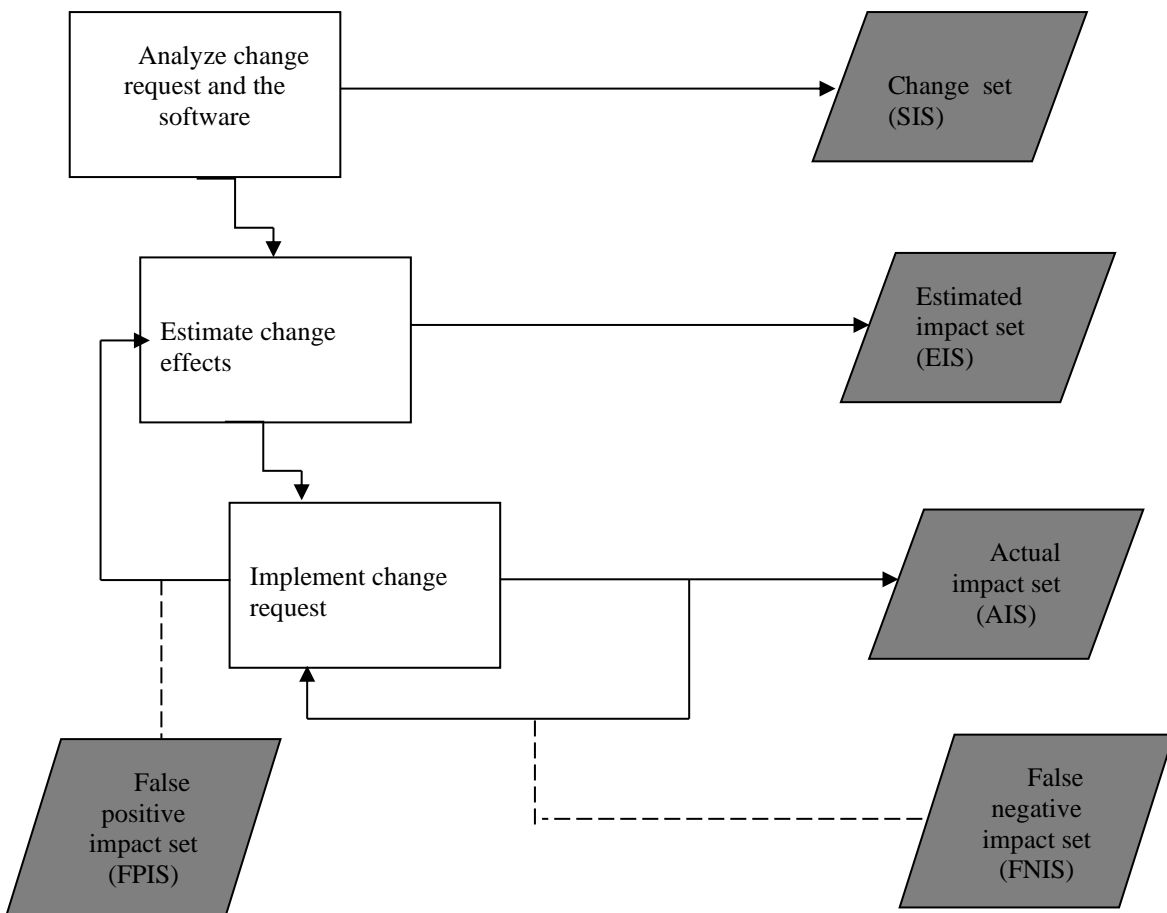 Analyze change
request and the
software
Change set
(SIS)
Estimate change
effects
Estimated
impact set
(EIS)
Implement change
request
Actual
impact set
(AIS)
False
positive
impact set
(FPIS)
False
negative
impact set
(FNIS)